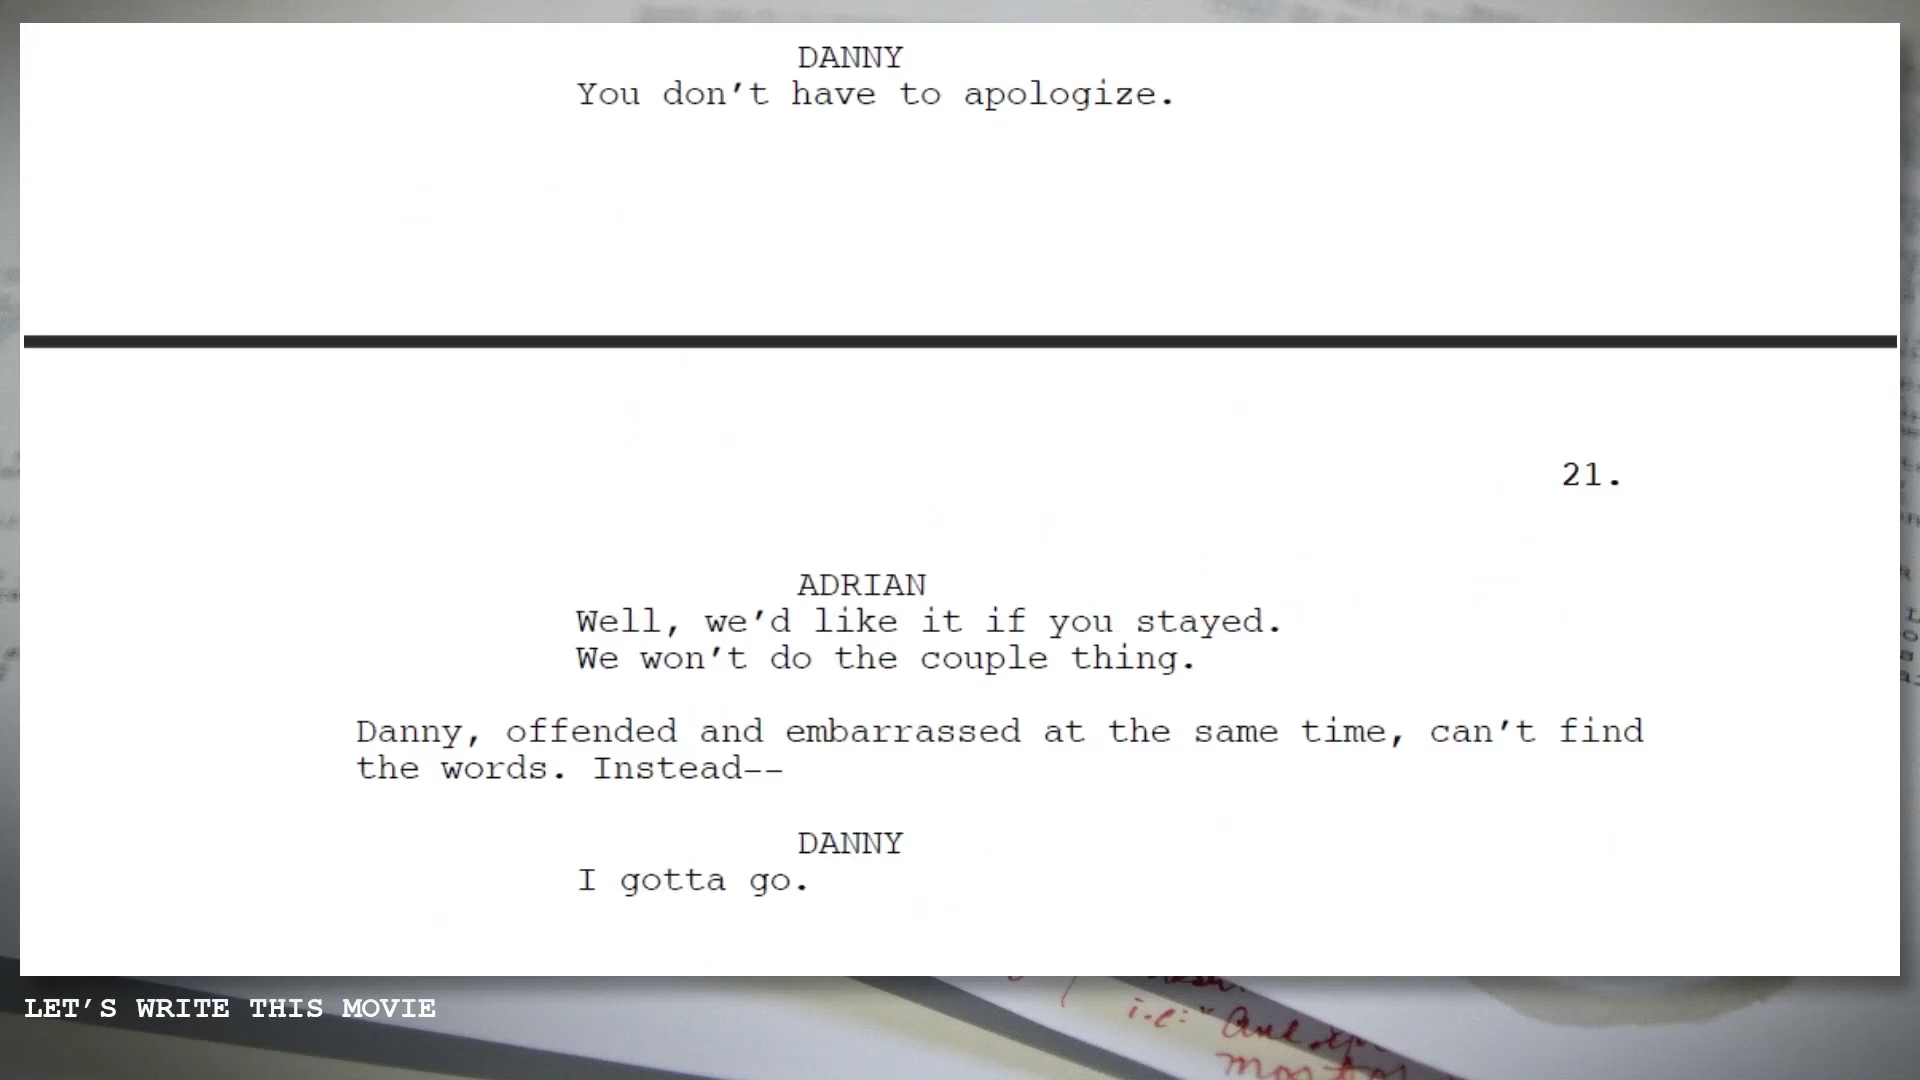 DANNY
You don’t have to apologize.
21.
ADRIAN
Well, we’d like it if you stayed.
We won’t do the couple thing.
Danny, offended and embarrassed at the same time, can’t find
the words. Instead--
DANNY
I gotta go.
LET’S WRITE THIS MOVIE
i.e: